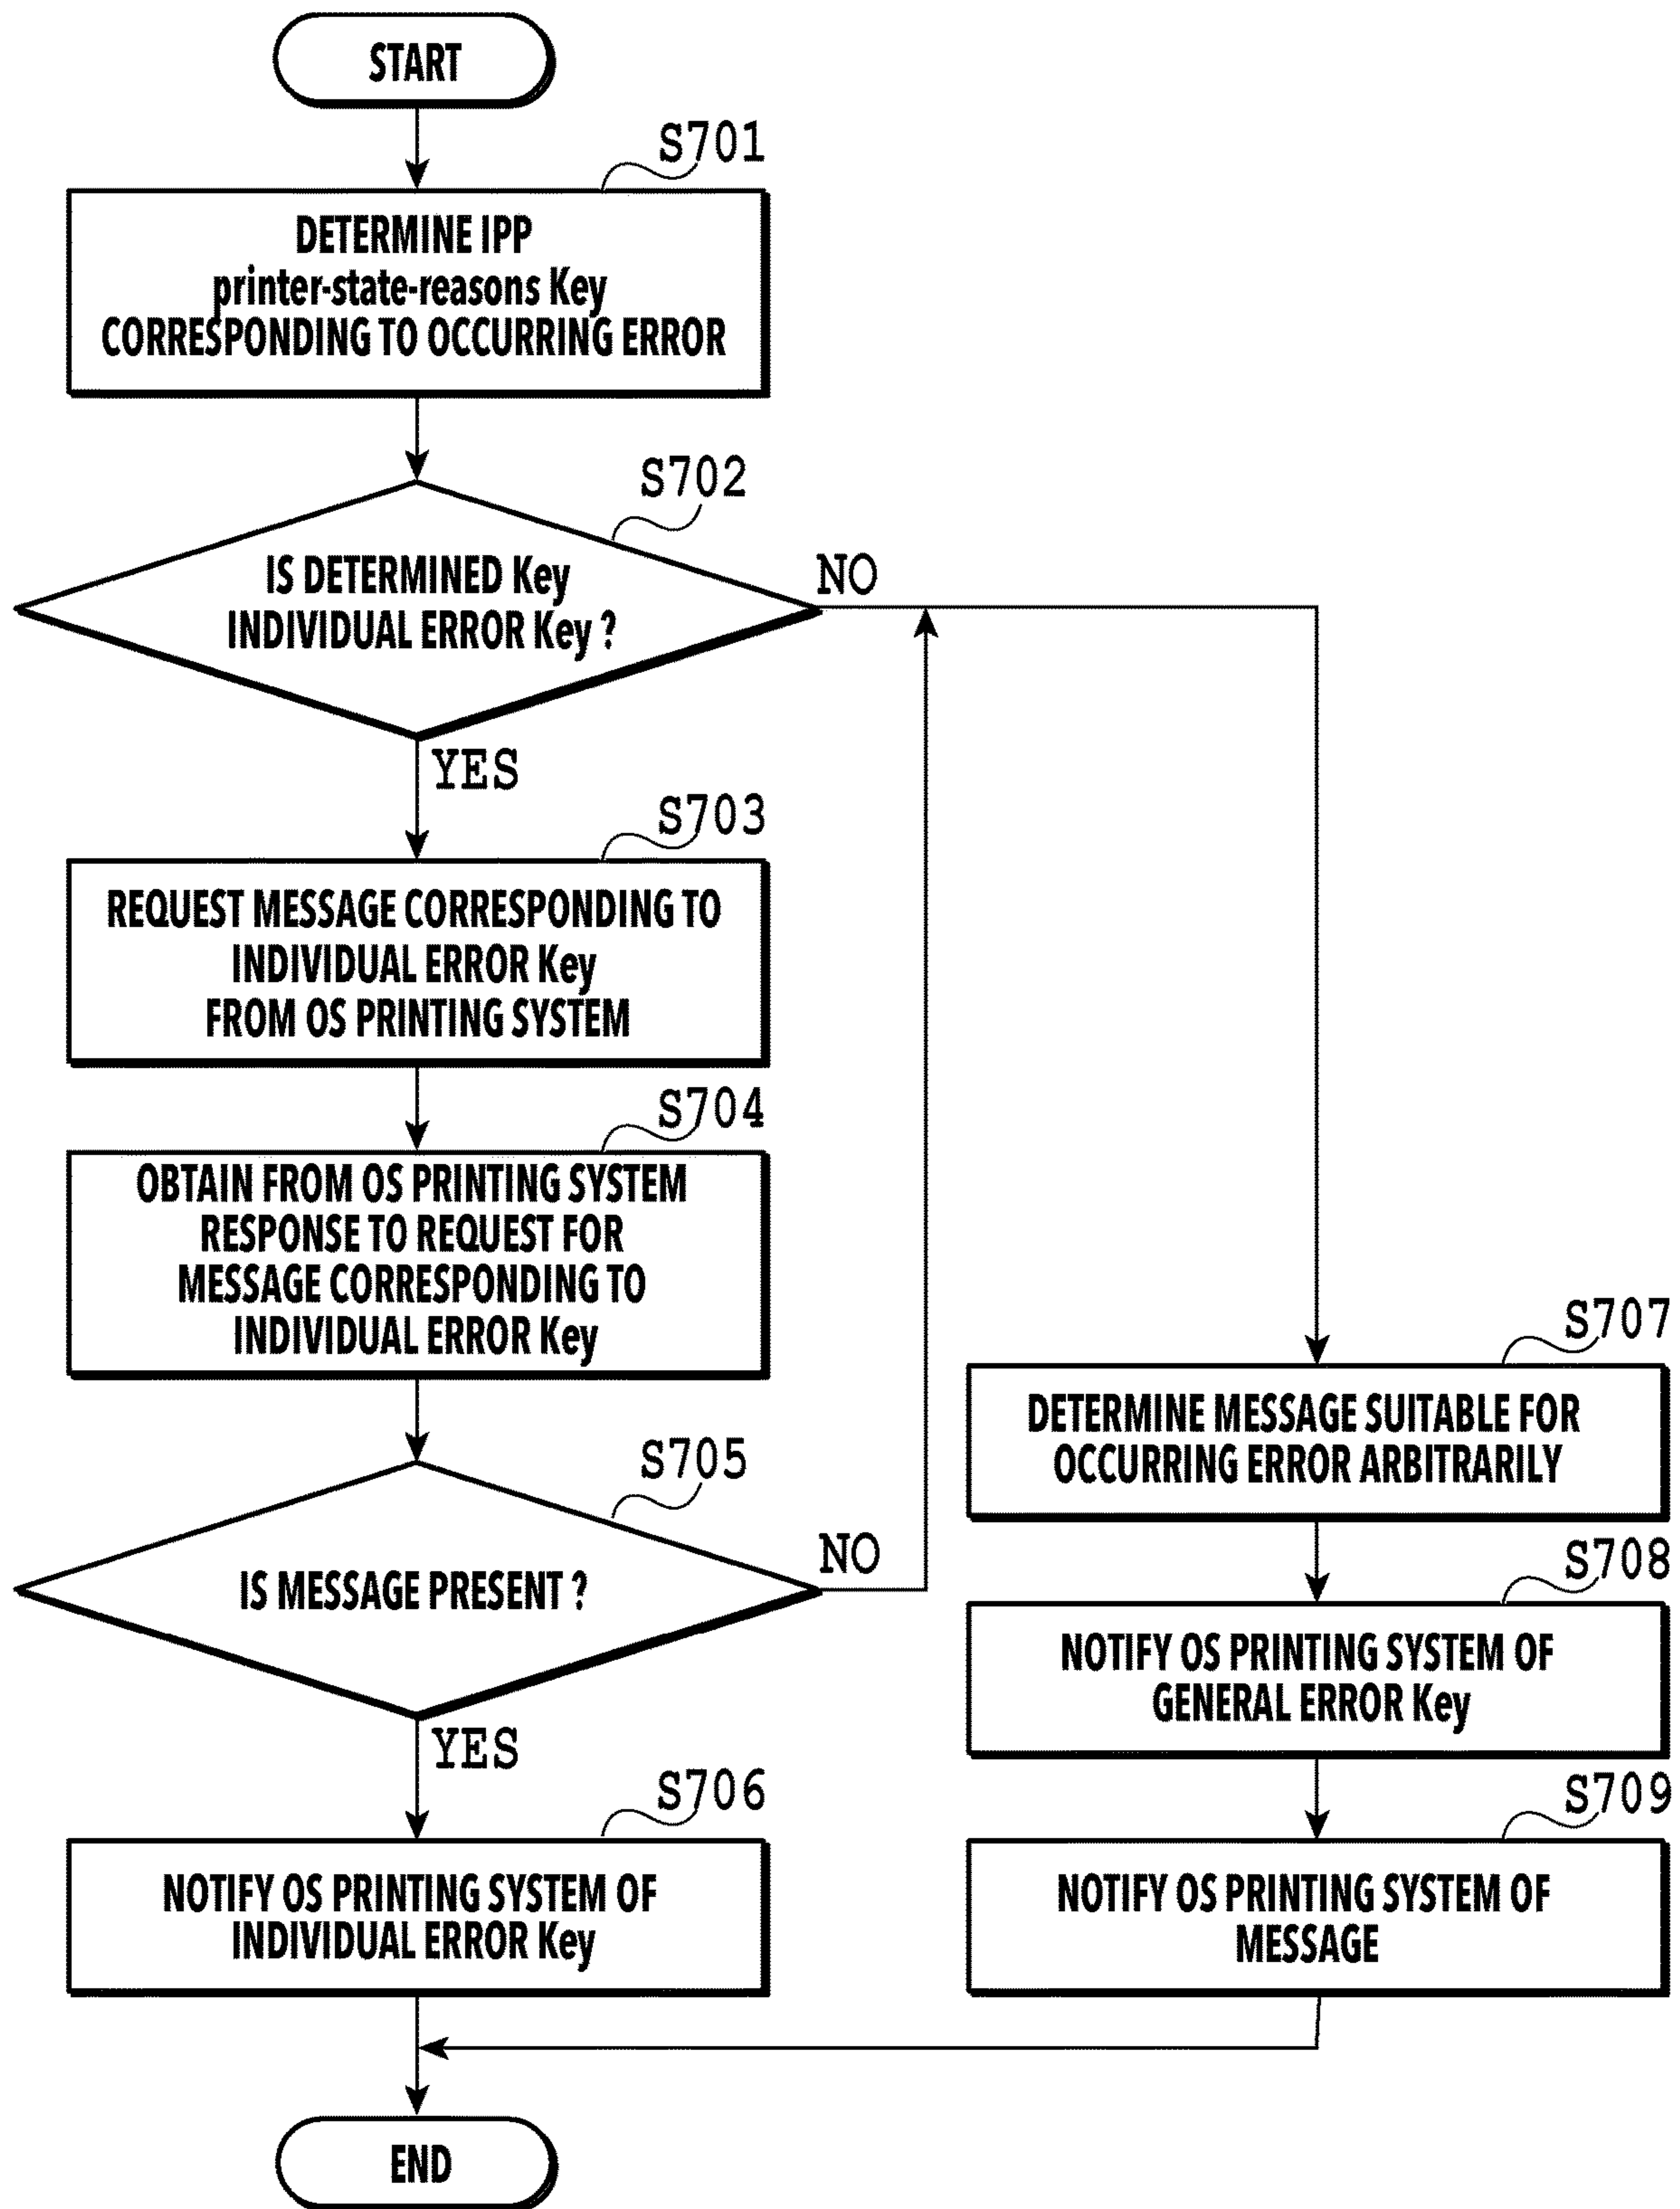 START
S701
DETERMINE IPP
printer-state-reasons Key
CORRESPONDING TO OCCURRING ERROR
S702
IS DETERMINED Key
INDIVIDUAL ERROR Key ?
NO
YES
S703
REQUEST MESSAGE CORRESPONDING TO
INDIVIDUAL ERROR Key
FROM OS PRINTING SYSTEM
S704
OBTAIN FROM OS PRINTING SYSTEM
RESPONSE TO REQUEST FOR
MESSAGE CORRESPONDING TO
INDIVIDUAL ERROR Key
S705
IS MESSAGE PRESENT ?
NO
YES
S706
NOTIFY OS PRINTING SYSTEM OF
INDIVIDUAL ERROR Key
S707
DETERMINE MESSAGE SUITABLE FOR
OCCURRING ERROR ARBITRARILY
S708
NOTIFY OS PRINTING SYSTEM OF
GENERAL ERROR Key
S709
NOTIFY OS PRINTING SYSTEM OF
MESSAGE
END